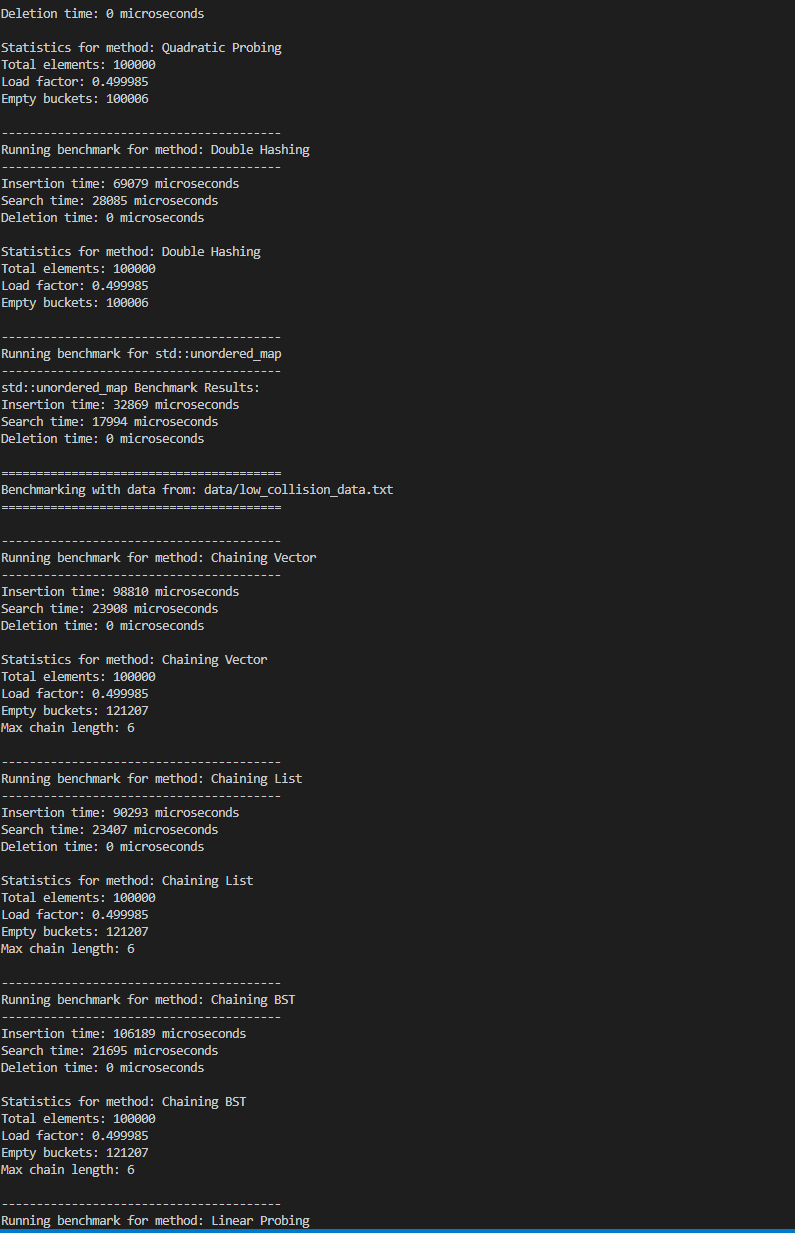 Deletion time: 0 microseconds
Statistics for method: Quadratic Probing
Total elements: 100000
Load factor: 0.499985
Empty buckets: 100006
----------------------------------------
Running benchmark for method: Double Hashing
----------------------------------------
Insertion time: 69079 microseconds
Search time: 28085 microseconds
Deletion time: 0 microseconds
Statistics for method: Double Hashing
Total elements: 100000
Load factor: 0.499985
Empty buckets: 100006
----------------------------------------
Running benchmark for std::unordered_map
----------------------------------------
std::unordered_map Benchmark Results:
Insertion time: 32869 microseconds
Search time: 17994 microseconds
Deletion time: 0 microseconds
========================================
Benchmarking with data from: data/low_collision_data.txt
========================================
----------------------------------------
Running benchmark for method: Chaining Vector
----------------------------------------
Insertion time: 98810 microseconds
Search time: 23908 microseconds
Deletion time: 0 microseconds
Statistics for method: Chaining Vector
Total elements: 100000
Load factor: 0.499985
Empty buckets: 121207
Max chain length: 6
----------------------------------------
Running benchmark for method: Chaining List
----------------------------------------
Insertion time: 90293 microseconds
Search time: 23407 microseconds
Deletion time: 0 microseconds
Statistics for method: Chaining List
Total elements: 100000
Load factor: 0.499985
Empty buckets: 121207
Max chain length: 6
----------------------------------------
Running benchmark for method: Chaining BST
----------------------------------------
Insertion time: 106189 microseconds
Search time: 21695 microseconds
Deletion time: 0 microseconds
Statistics for method: Chaining BST
Total elements: 100000
Load factor: 0.499985
Empty buckets: 121207
Max chain length: 6
----------------------------------------
Running benchmark for method: Linear Probing